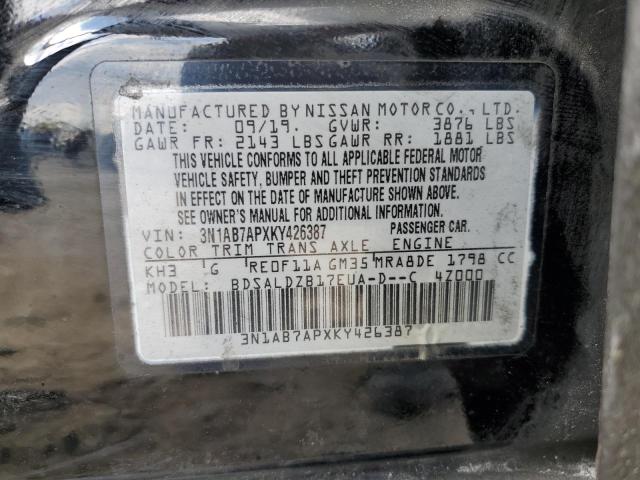 MANUFACTURED BY NISSAN MOTOR CO., LTD.
DATE: 09/19. GVWR: 3876 LBS
GAWR FR: 2143 LBS GAWR RR: 1881 LBS
THIS VEHICLE CONFORMS TO ALL APPLICABLE FEDERAL MOTOR
VEHICLE SAFETY, BUMPER AND THEFT PREVENTION STANDARDS
IN EFFECT ON THE DATE OF MANUFACTURE SHOWN ABOVE.
SEE OWNER'S MANUAL FOR ADDITIONAL INFORMATION.
VIN: 3N1AB7APXKY426387 PASSENGER CAR.
COLOR TRIM TRANS AXLE ENGINE
KH3 G RE0F11A GM35 MRA8DE 1798 CC
MODEL: BDSALDZB17EUA-D--C 4Z000
3N1AB7APXKY426387